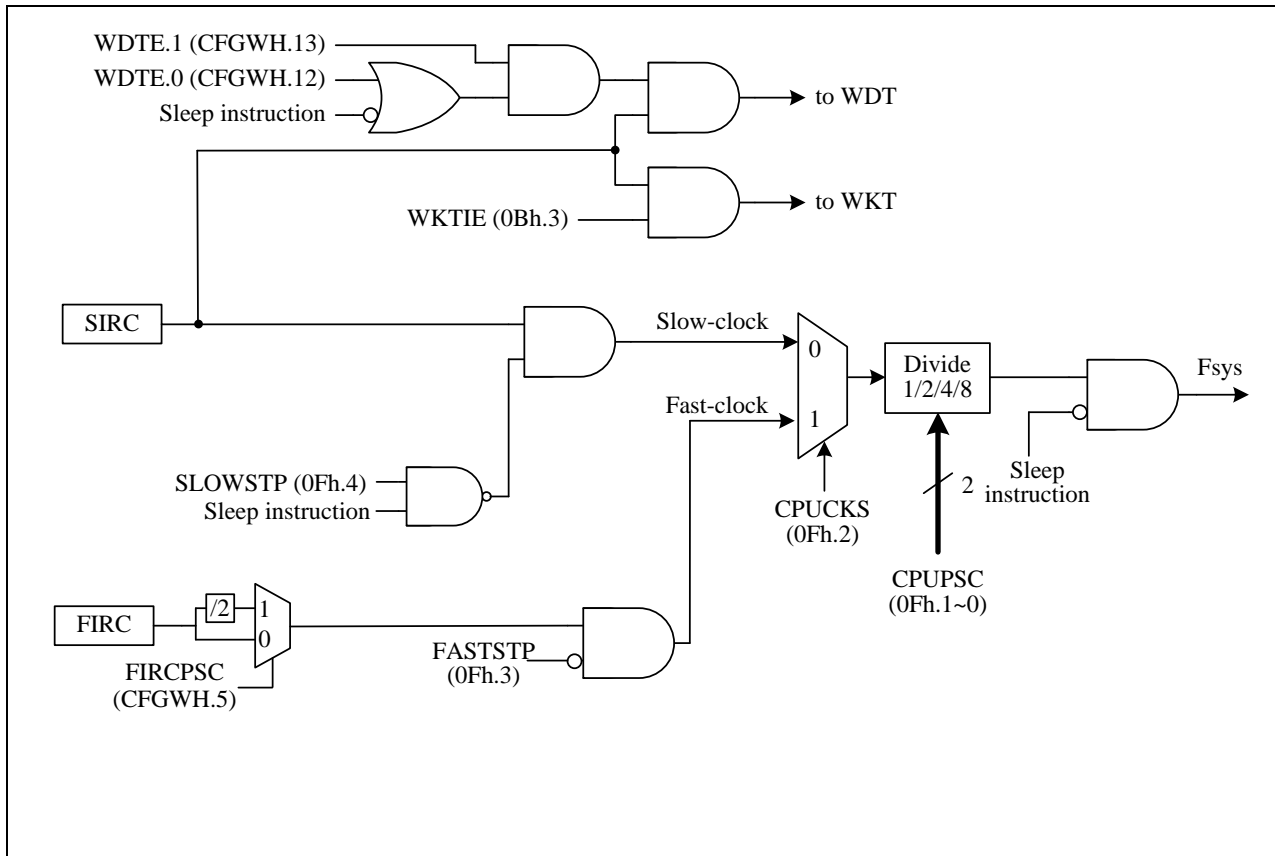 WDTE.1 (CFGWH.13)
WDTE.0 (CFGWH.12)
Sleep instruction
to WDT
WKTIE (0Bh.3)
to WKT
SIRC
Slow-clock
0
Divide
1/2/4/8
Fsys
Fast-clock
1
SLOWSTP (0Fh.4)
Sleep instruction
CPUCKS
(0Fh.2)
2
Sleep
instruction
CPUPSC
(0Fh.1~0)
FIRC
/2
1
0
FIRCPSC
(CFGWH.5)
FASTSTP
(0Fh.3)